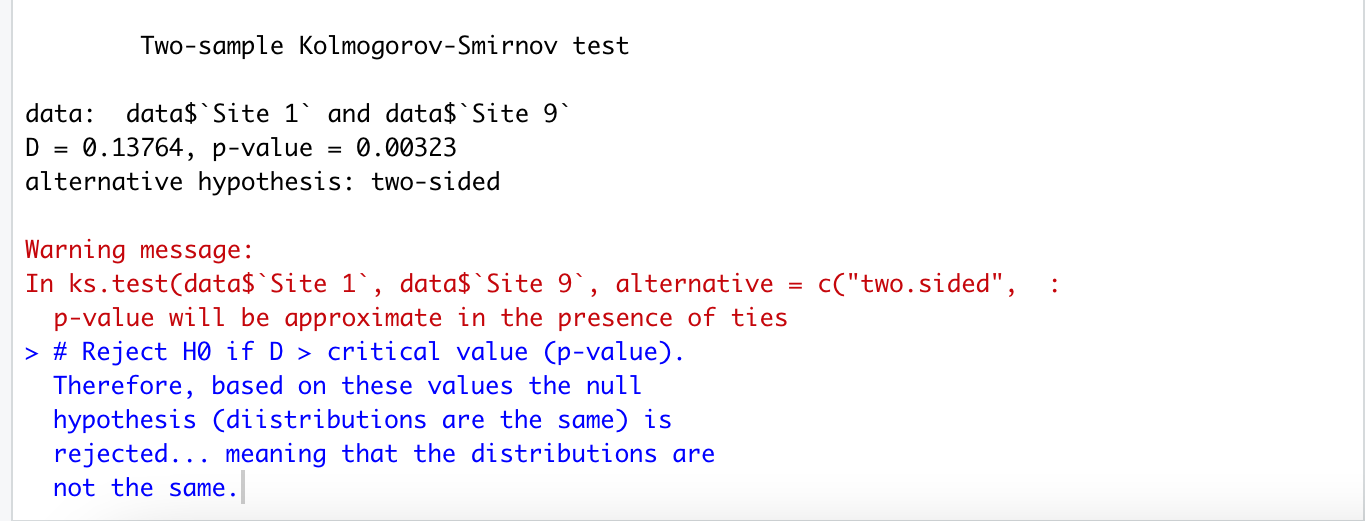 Two-sample Kolmogorov-Smirnov test
data:  data$`Site 1` and data$`Site 9`
D = 0.13764, p-value = 0.00323
alternative hypothesis: two-sided
Warning message:
In ks.test(data$`Site 1`, data$`Site 9`, alternative = c("two.sided",  :
p-value will be approximate in the presence of ties
> # Reject H0 if D > critical value (p-value).
Therefore, based on these values the null
hypothesis (diistributions are the same) is
rejected... meaning that the distributions are
not the same.